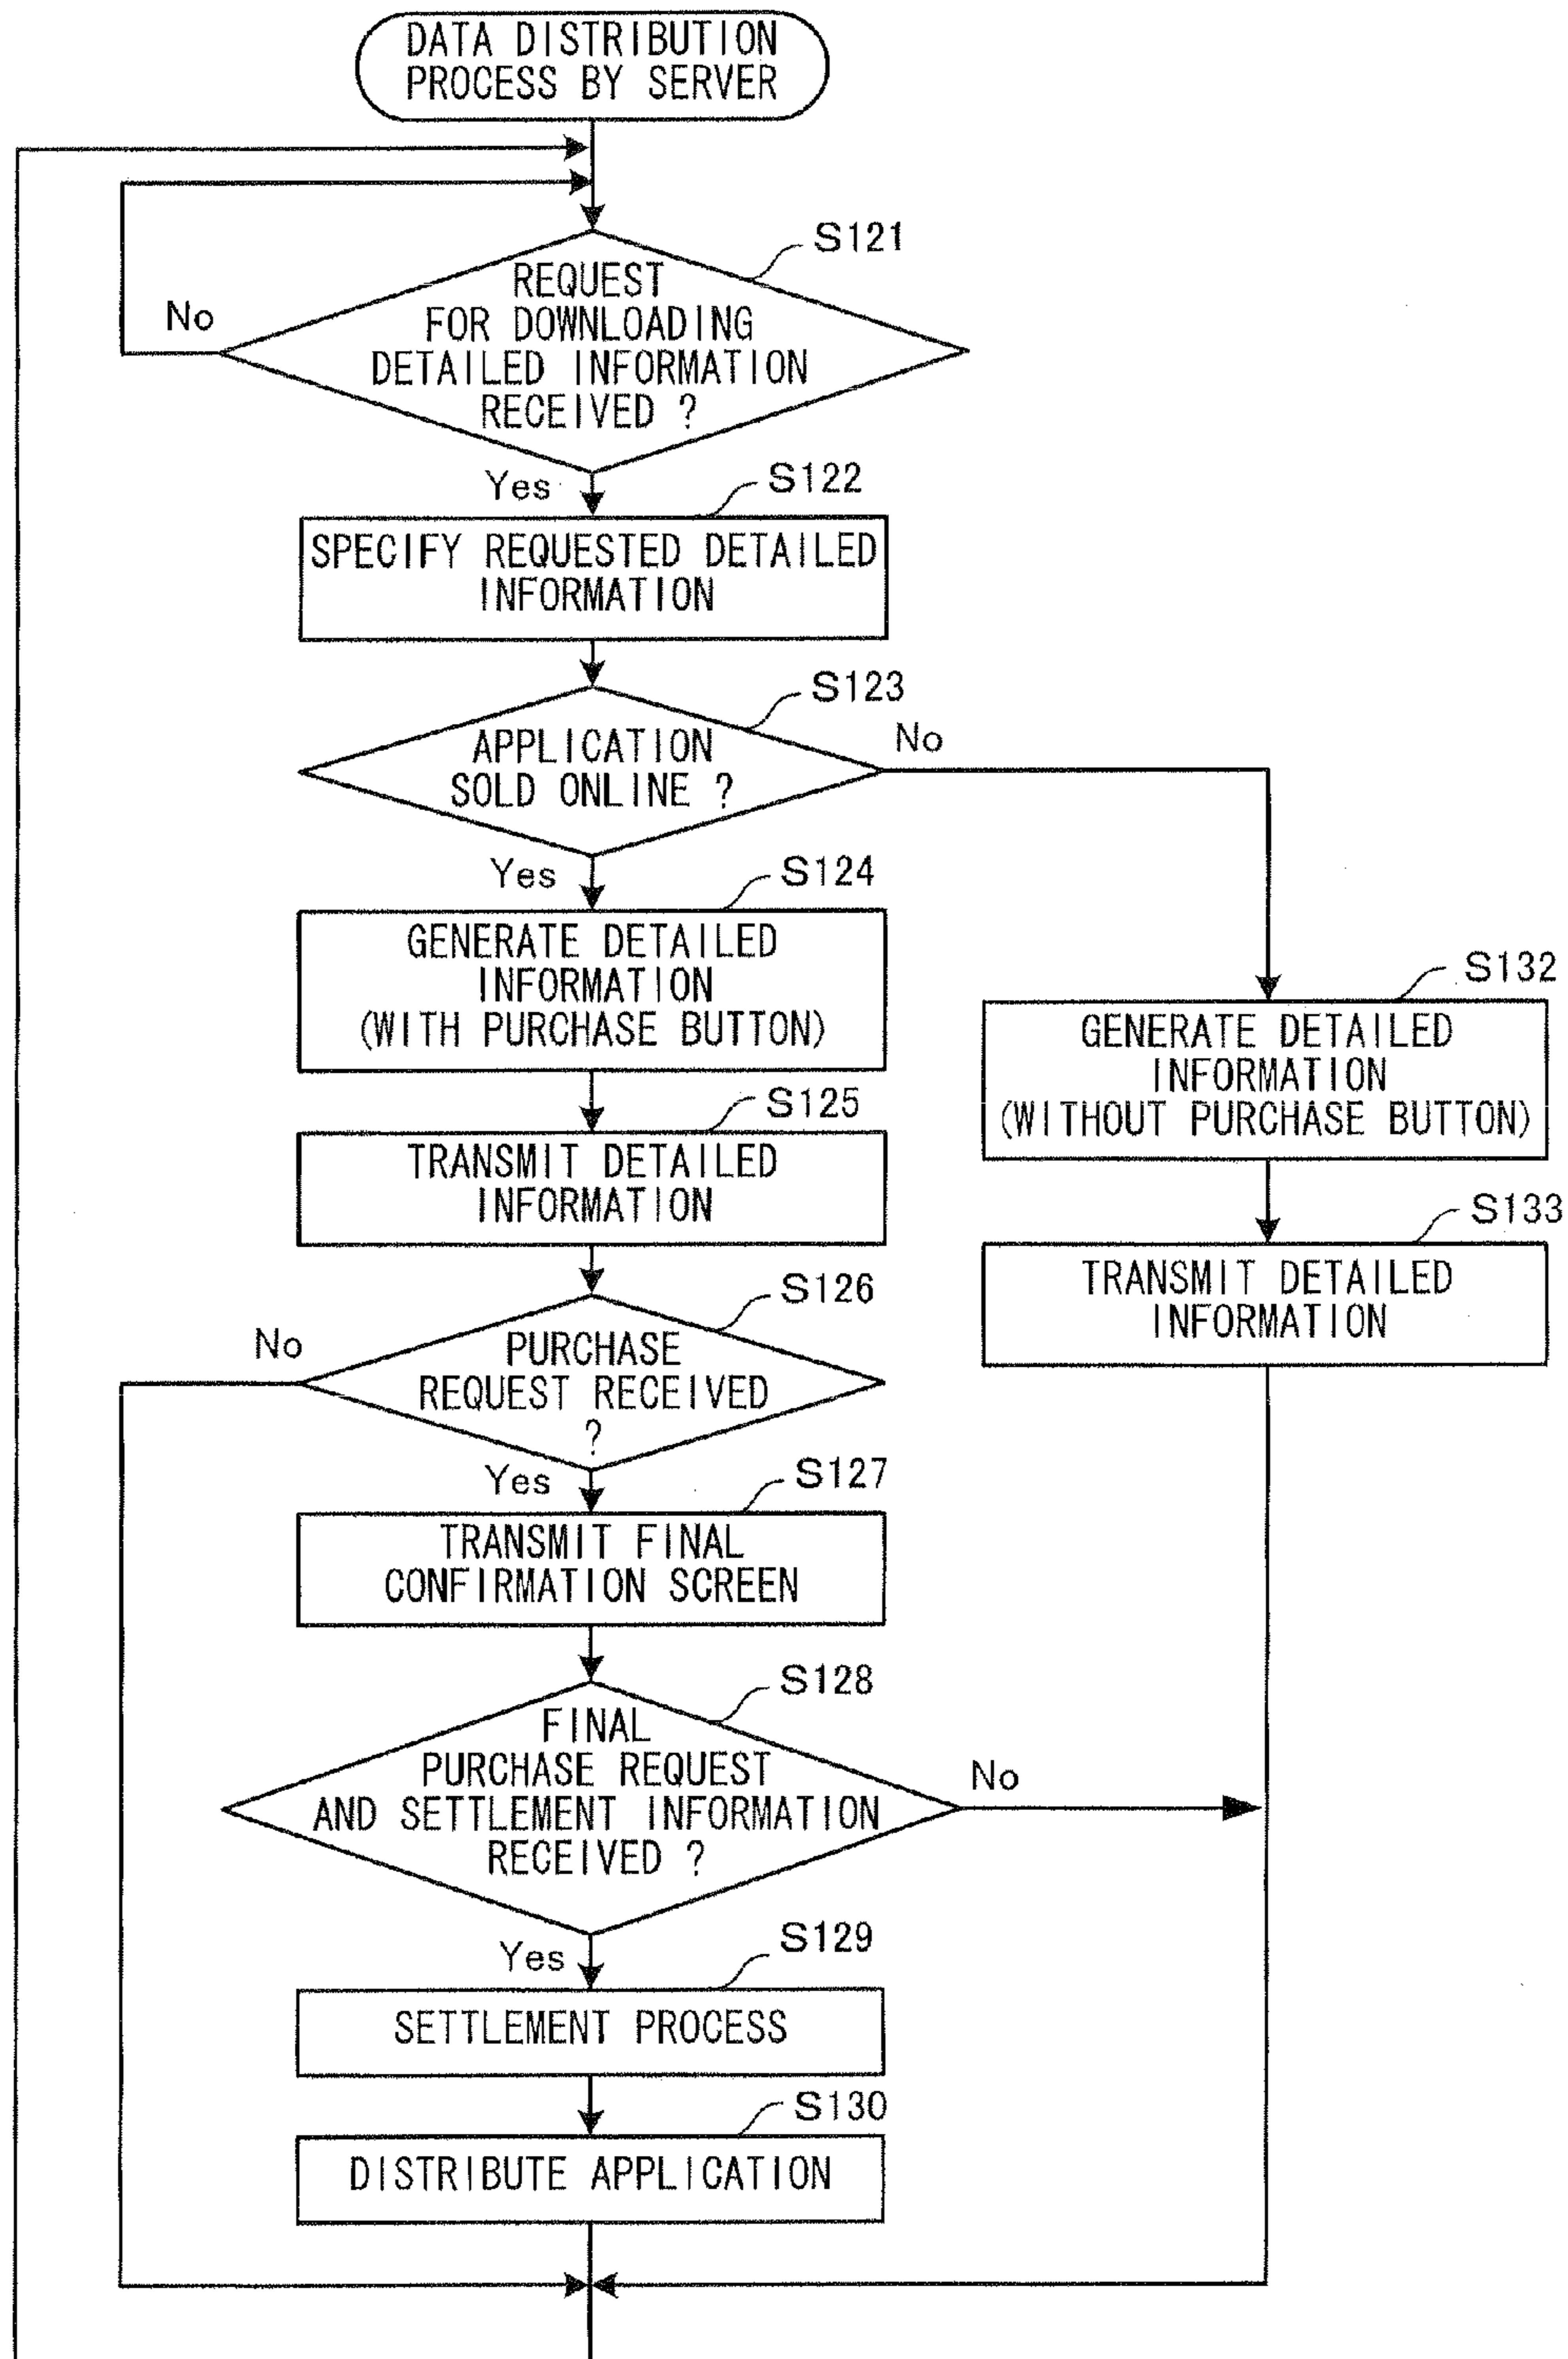 DATA DISTRIBUTION
PROCESS BY SERVER
S121
REQUEST
FOR DOWNLOADING
DETAILED INFORMATION
RECEIVED ?
No
Yes
S122
SPECIFY REQUESTED DETAILED
INFORMATION
S123
APPLICATION
SOLD ONLINE ?
No
Yes
S124
GENERATE DETAILED
INFORMATION
(WITH PURCHASE BUTTON)
S132
GENERATE DETAILED
INFORMATION
(WITHOUT PURCHASE BUTTON)
S125
TRANSMIT DETAILED
INFORMATION
S133
TRANSMIT DETAILED
INFORMATION
S126
PURCHASE
REQUEST RECEIVED
?
No
Yes
S127
TRANSMIT FINAL
CONFIRMATION SCREEN
S128
FINAL
PURCHASE REQUEST
AND SETTLEMENT INFORMATION
RECEIVED ?
No
Yes
S129
SETTLEMENT PROCESS
S130
DISTRIBUTE APPLICATION